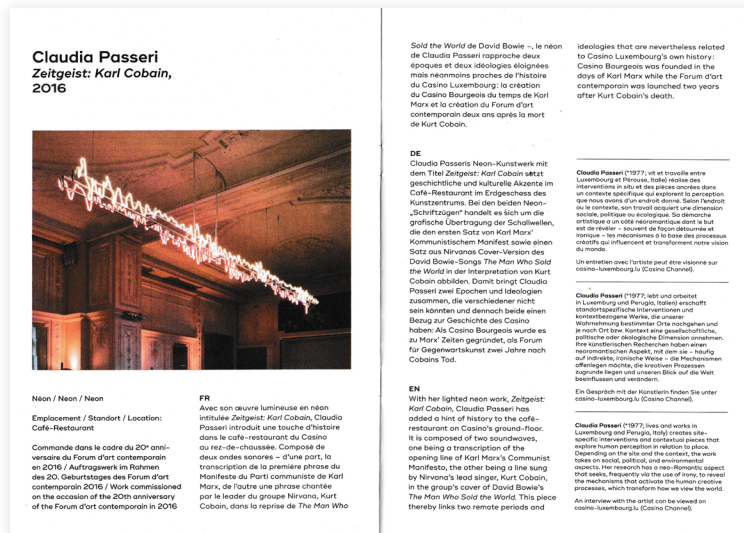 Claudia Passeri
Zeitgeist: Karl Cobain,
2016
Néon / Neon / Neon
Emplacement / Standort / Location:
Café-Restaurant
Commande dans le cadre du 20e anni-
versaire du Forum d'art contemporain
en 2016 / Auftragswerk im Rahmen
des 20. Geburtstages des Forum d'art
contemporain 2016 / Work commissioned
on the occasion of the 20th anniversary
of the Forum d'art contemporain in 2016
FR
Avec son œuvre lumineuse en néon
intitulée Zeitgeist: Karl Cobain, Claudia
Passeri introduit une touche d'histoire
dans le café-restaurant du Casino
au rez-de-chaussée. Composé de
deux ondes sonores – d'une part, la
transcription de la première phrase du
Manifeste du Parti communiste de Karl
Marx, de l'autre une phrase chantée
par le leader du groupe Nirvana, Kurt
Cobain, dans la reprise de The Man Who
Sold the World de David Bowie –, le néon
de Claudia Passeri rapproche deux
époques et deux idéologies éloignées
mais néanmoins proches de l'histoire
du Casino Luxembourg: la création du
Casino Bourgeois du temps de Karl
Marx et la création du Forum d'art
contemporain deux ans après la mort
de Kurt Cobain.
DE
Claudia Passeris Neon-Kunstwerk mit
dem Titel Zeitgeist: Karl Cobain setzt
geschichtliche und kulturelle Akzente im
Café-Restaurant im Erdgeschoss des
Kunstzentrums. Bei den beiden Neon-
„Schriftzügen" handelt es sich um die
grafische Übertragung der Schallwellen,
die den ersten Satz von Karl Marx'
Kommunistischem Manifest sowie einen
Satz aus Nirvanas Cover-Version des
David Bowie-Songs The Man Who Sold
the World in der Interpretation von Kurt
Cobain abbilden. Damit bringt Claudia
Passeri zwei Epochen und Ideologien
zusammen, die verschiedener nicht
sein könnten und dennoch beide einen
Bezug zur Geschichte des Casino
haben: Als Casino Bourgeois wurde es
zu Marx' Zeiten gegründet, als Forum
für Gegenwartskunst zwei Jahre nach
Cobains Tod.
EN
With her lighted neon work, Zeitgeist:
Karl Cobain, Claudia Passeri has
added a hint of history to the café-
restaurant on Casino's ground-floor.
It is composed of two soundwaves,
one being a transcription of the
opening line of Karl Marx's Communist
Manifesto, the other being a line sung
by Nirvana's lead singer, Kurt Cobain,
in the group's cover of David Bowie's
The Man Who Sold the World. This piece
thereby links two remote periods and
ideologies that are nevertheless related
to Casino Luxembourg's own history:
Casino Bourgeois was founded in the
days of Karl Marx while the Forum d'art
contemporain was launched two years
after Kurt Cobain's death.
Claudia Passeri (*1977; vit et travaille entre
Luxembourg et Pérouse, Italie) réalise des
interventions in situ et des pièces ancrées dans
un contexte spécifique qui explorent la perception
que nous avons d'un endroit donné. Selon l'endroit
ou le contexte, son travail acquiert une dimension
sociale, politique ou écologique. Sa démarche
artistique a un côté néoromantique dont le but
est de révéler – souvent de façon détournée et
ironique – les mécanismes à la base des processus
créatifs qui influencent et transforment notre vision
du monde.
Un entretien avec l'artiste peut être visionné sur
casino-luxembourg.lu (Casino Channel).
Claudia Passeri (*1977; lebt und arbeitet
in Luxemburg und Perugia, Italien) erschafft
standortspezifische Interventionen und
kontextbezogene Werke, die unserer
Wahrnehmung bestimmter Orte nachgehen und
je nach Ort bzw. Kontext eine gesellschaftliche,
politische oder ökologische Dimension annehmen.
Ihre künstlerischen Recherchen haben einen
neoromantischen Aspekt, mit dem sie – häufig
auf indirekte, ironische Weise – die Mechanismen
offenlegen möchte, die kreativen Prozessen
zugrunde liegen und unseren Blick auf die Welt
beeinflussen und verändern.
Ein Gespräch mit der Künstlerin finden Sie unter
casino-luxembourg.lu (Casino Channel).
Claudia Passeri (*1977; lives and works in
Luxembourg and Perugia, Italy) creates site-
specific interventions and contextual pieces that
explore human perception in relation to place.
Depending on the site and the context, the work
takes on social, political, and environmental
aspects. Her research has a neo-Romantic aspect
that seeks, frequently via the use of irony, to reveal
the mechanisms that activate the human creative
processes, which transform how we view the world.
An interview with the artist can be viewed on
casino-luxembourg.lu (Casino Channel).